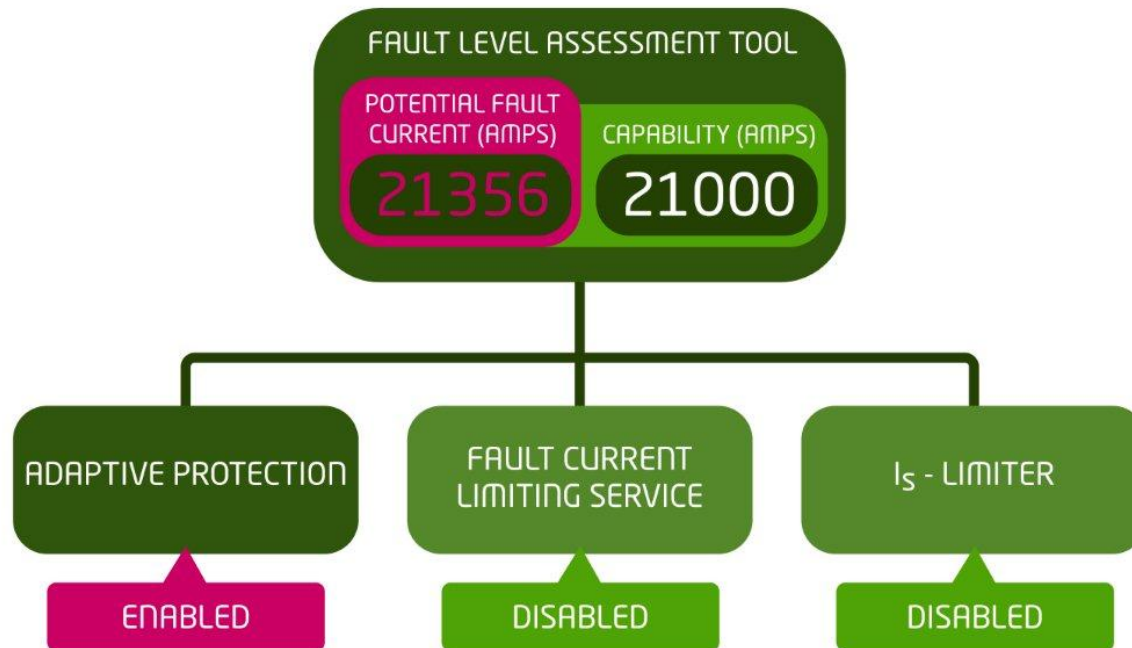 FAULT LEVEL ASSESSMENT TOOL
POTENTIAL FAULT
CURRENT (AMPS)
21356
CAPABILITY (AMPS)
21000
ADAPTIVE PROTECTION
FAULT CURRENT
LIMITING SERVICE
Is - LIMITER
ENABLED
DISABLED
DISABLED